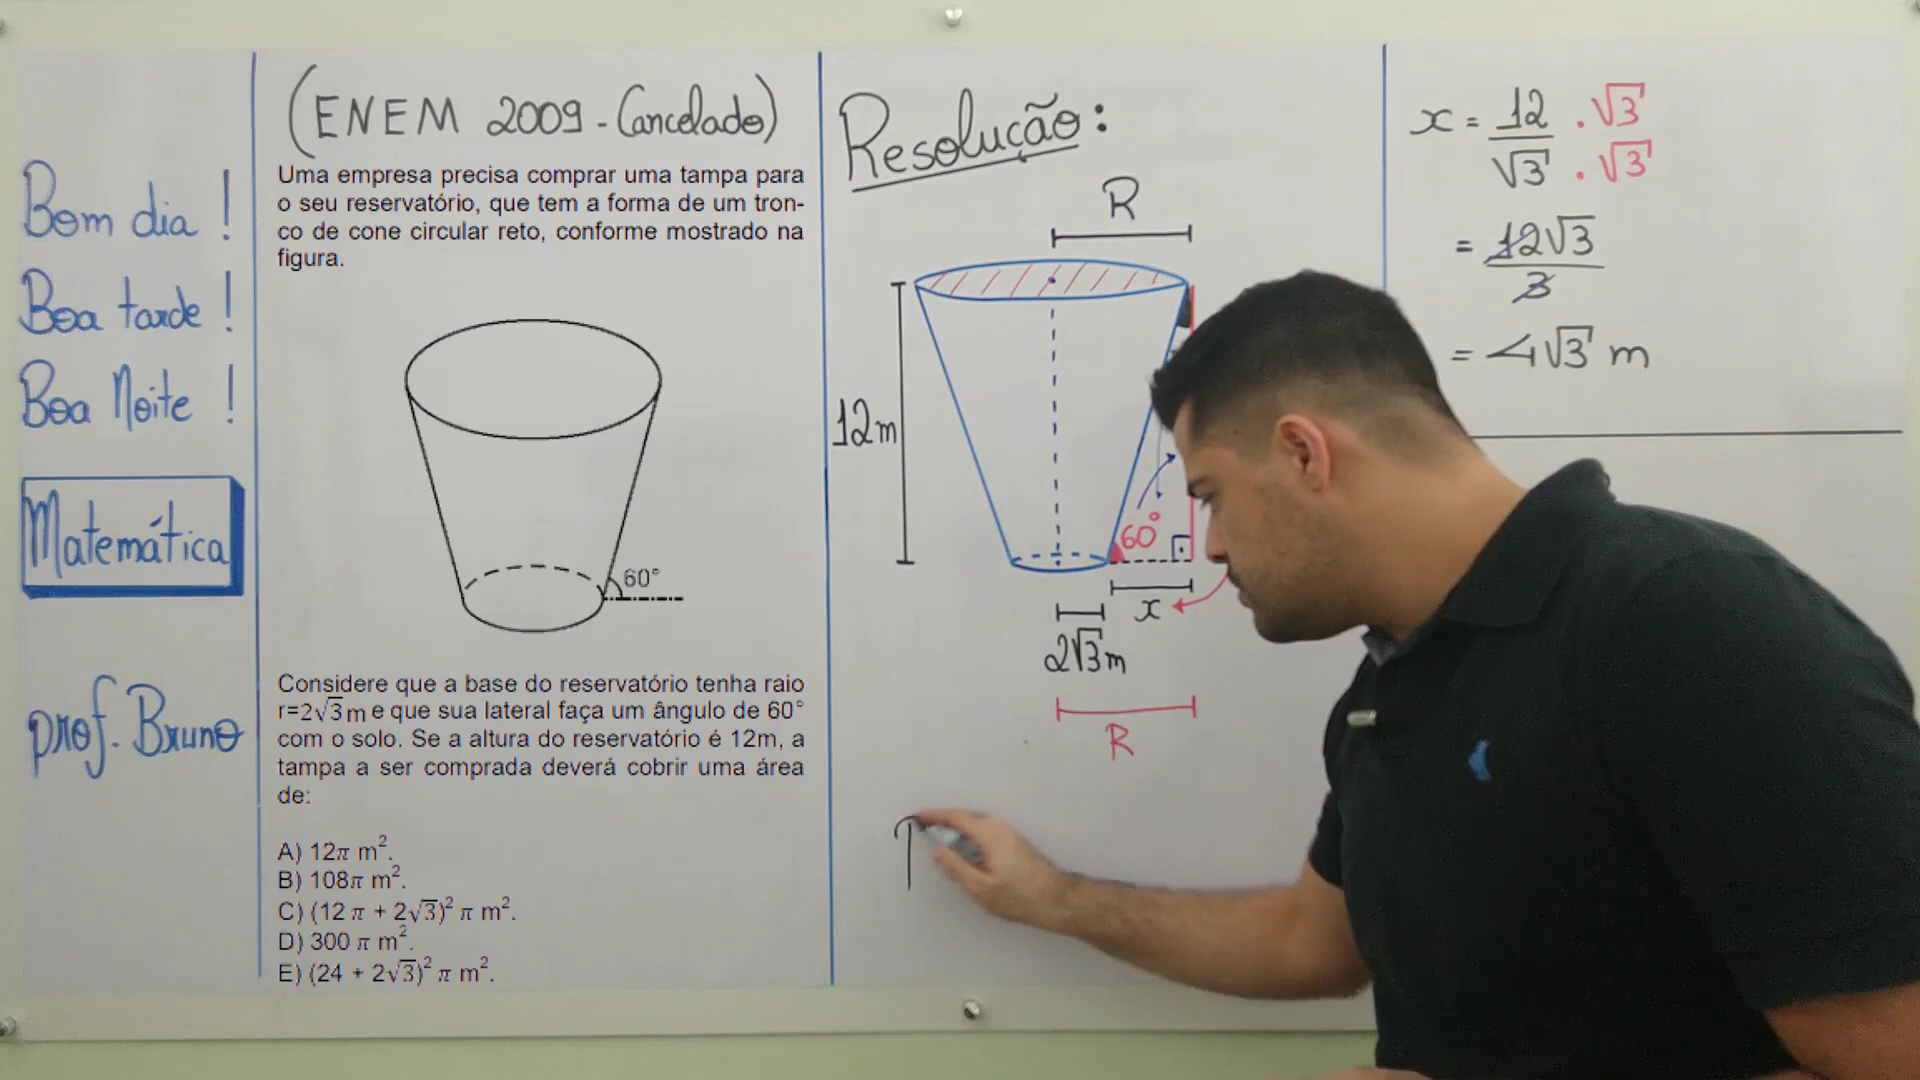 Bom dia !
Boa tarde !
Boa Noite !
Matemática
prof. Bruno
(ENEM 2009 - Cancelado)
Uma empresa precisa comprar uma tampa para
o seu reservatório, que tem a forma de um tron-
co de cone circular reto, conforme mostrado na
figura.
60°
Considere que a base do reservatório tenha raio
r=2√3 m e que sua lateral faça um ângulo de 60°
com o solo. Se a altura do reservatório é 12m, a
tampa a ser comprada deverá cobrir uma área
de:
A) 12π m².
B) 108π m².
C) (12 π + 2√3)² π m².
D) 300 π m².
E) (24 + 2√3)² π m².
Resolução:
R
12m
60°
x
2√3m
R
x = 12/√3 . √3/√3
= 12√3/3
= 4√3 m